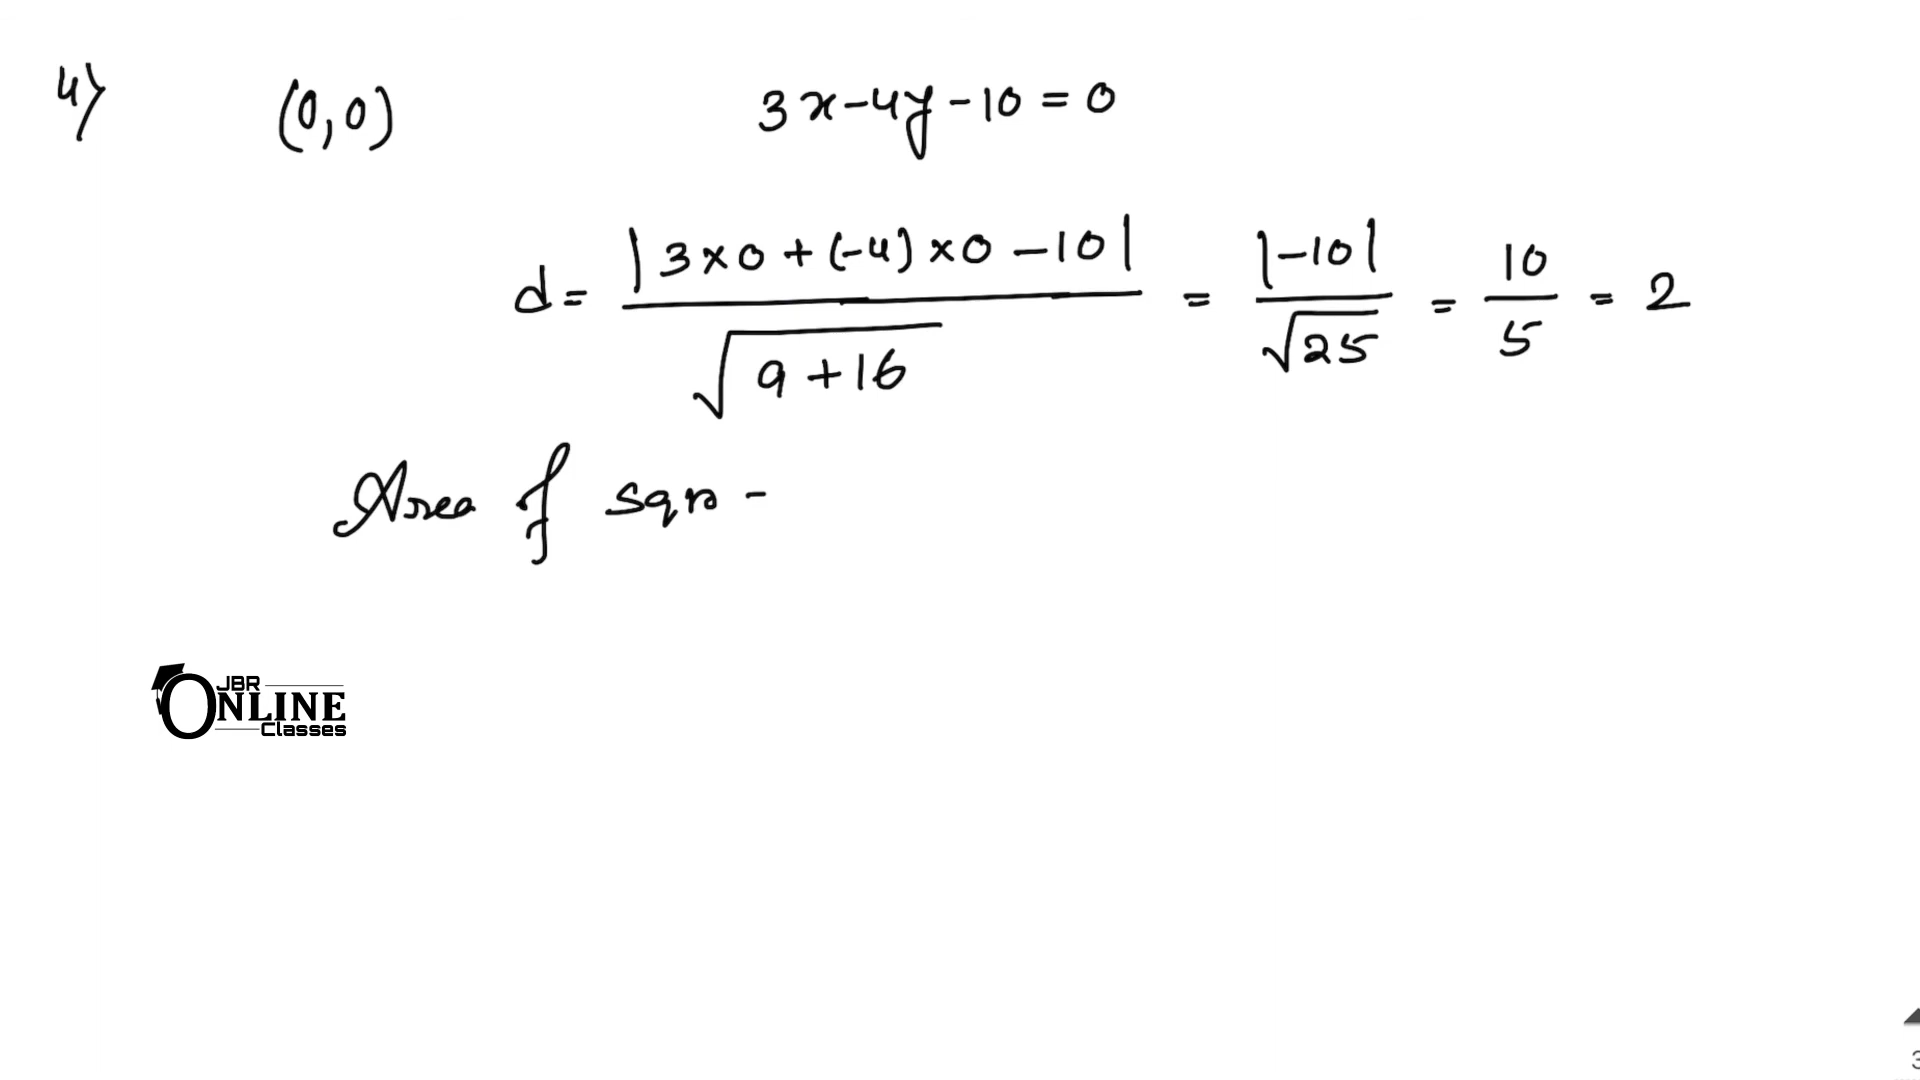 4)
(0,0) 3x-4y-10=0
d= |3×0+(-4)×0-10| / √9+16 = |-10| / √25 = 10/5 = 2
Area of sqr -
JBR
ONLINE
Classes
3